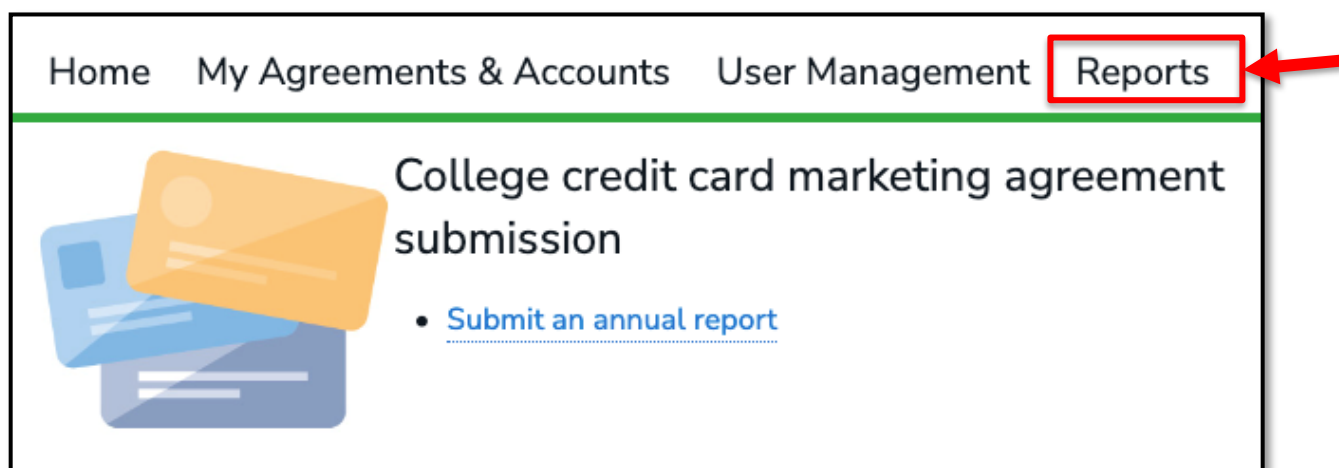 Home My Agreements & Accounts User Management Reports
College credit card marketing agreement
submission
• Submit an annual report